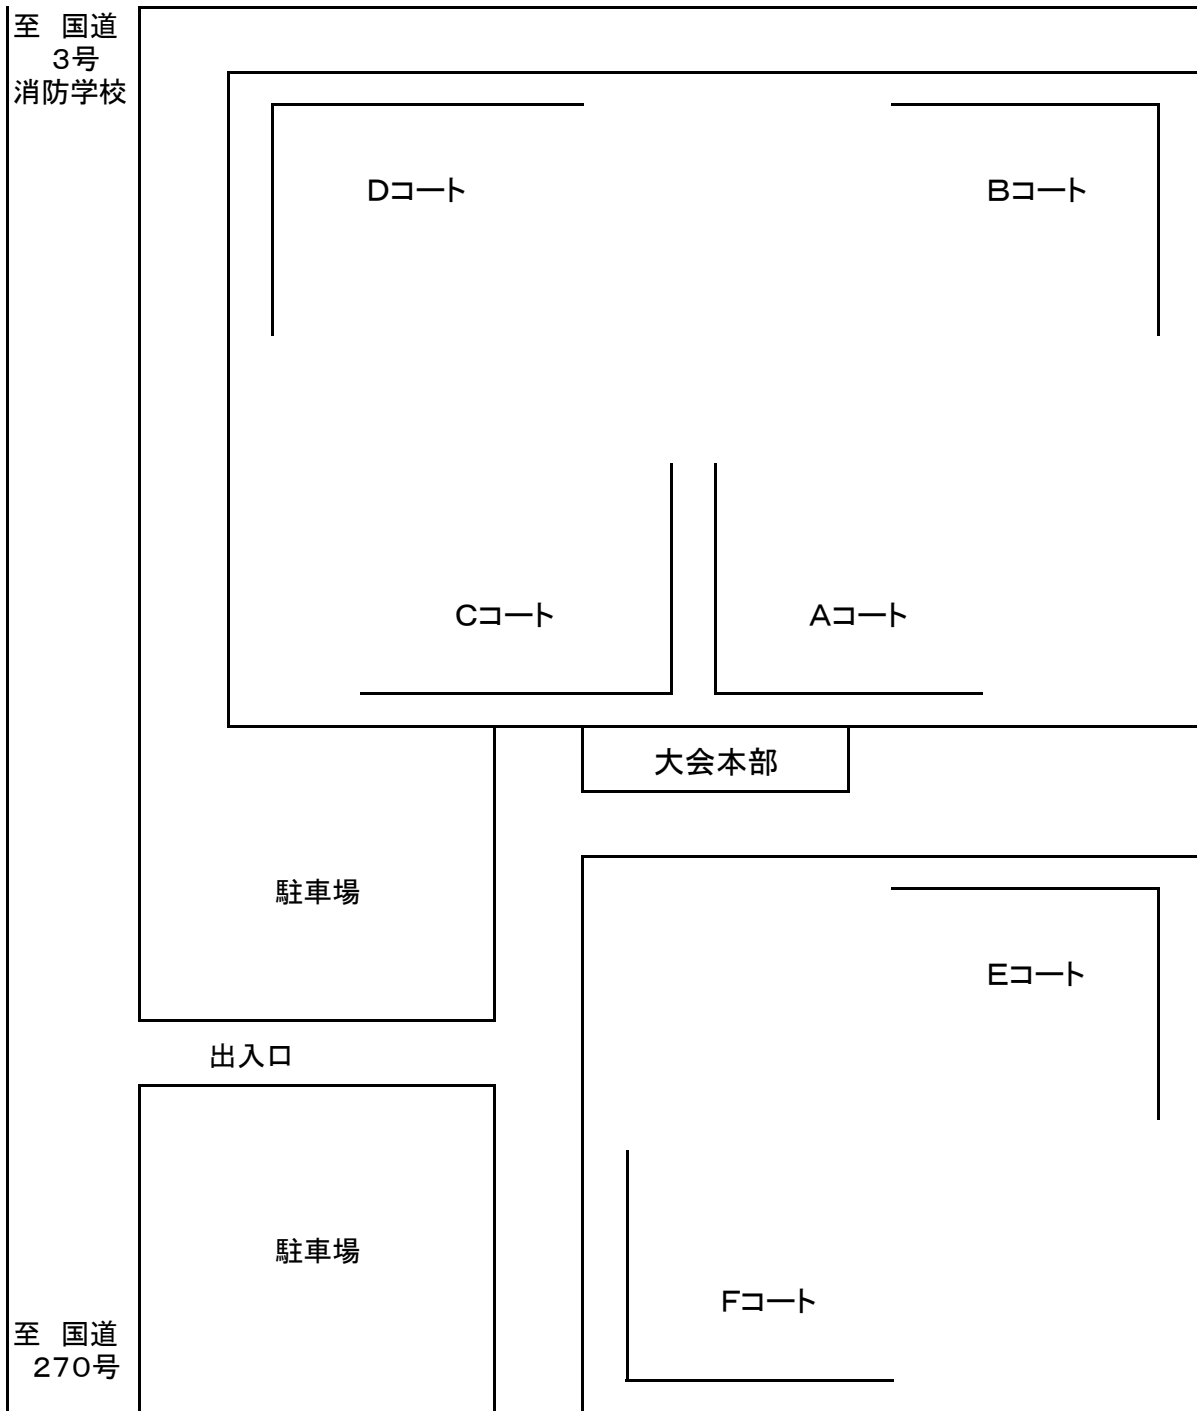 至 国道
3号
消防学校
Dコート
Bコート
Cコート
Aコート
大会本部
駐車場
Eコート
出入口
駐車場
Fコート
至 国道
270号